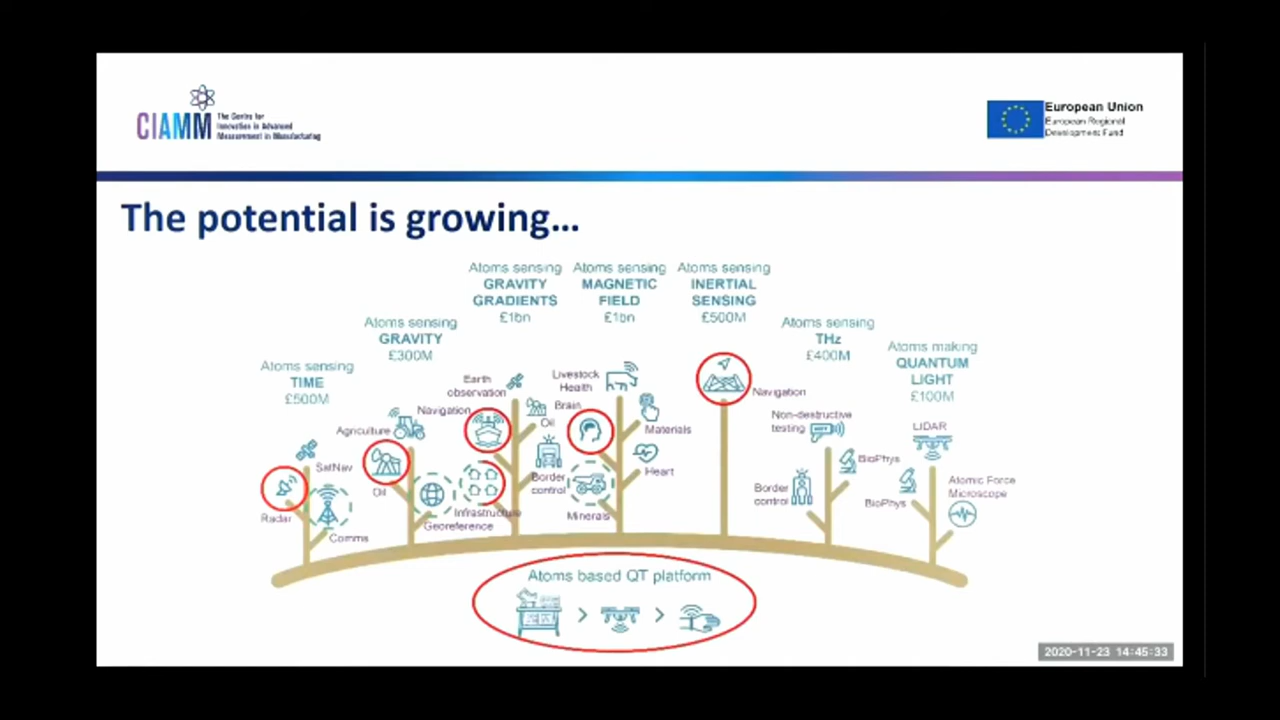 CIAMM
The Centre for
Innovation in Advanced
Measurement in Manufacturing
European Union
European Regional
Development Fund
The potential is growing...
Atoms sensing
TIME
£500M
Atoms sensing
GRAVITY
£300M
Atoms sensing
GRAVITY
GRADIENTS
£1bn
Atoms sensing
MAGNETIC
FIELD
£1bn
Atoms sensing
INERTIAL
SENSING
£500M
Atoms sensing
THz
£400M
Atoms making
QUANTUM
LIGHT
£100M
SatNav
Radar
Comms
Agriculture
Oil
Georeference
Earth
observation
Navigation
Oil
Border
control
Infrastructure
Livestock
Health
Brain
Materials
Heart
Minerals
Navigation
Non-destructive
testing
BioPhys
Border
control
LIDAR
BioPhys
Atomic Force
Microscope
Atoms based QT platform
> >
2020-11-23 14:45:33